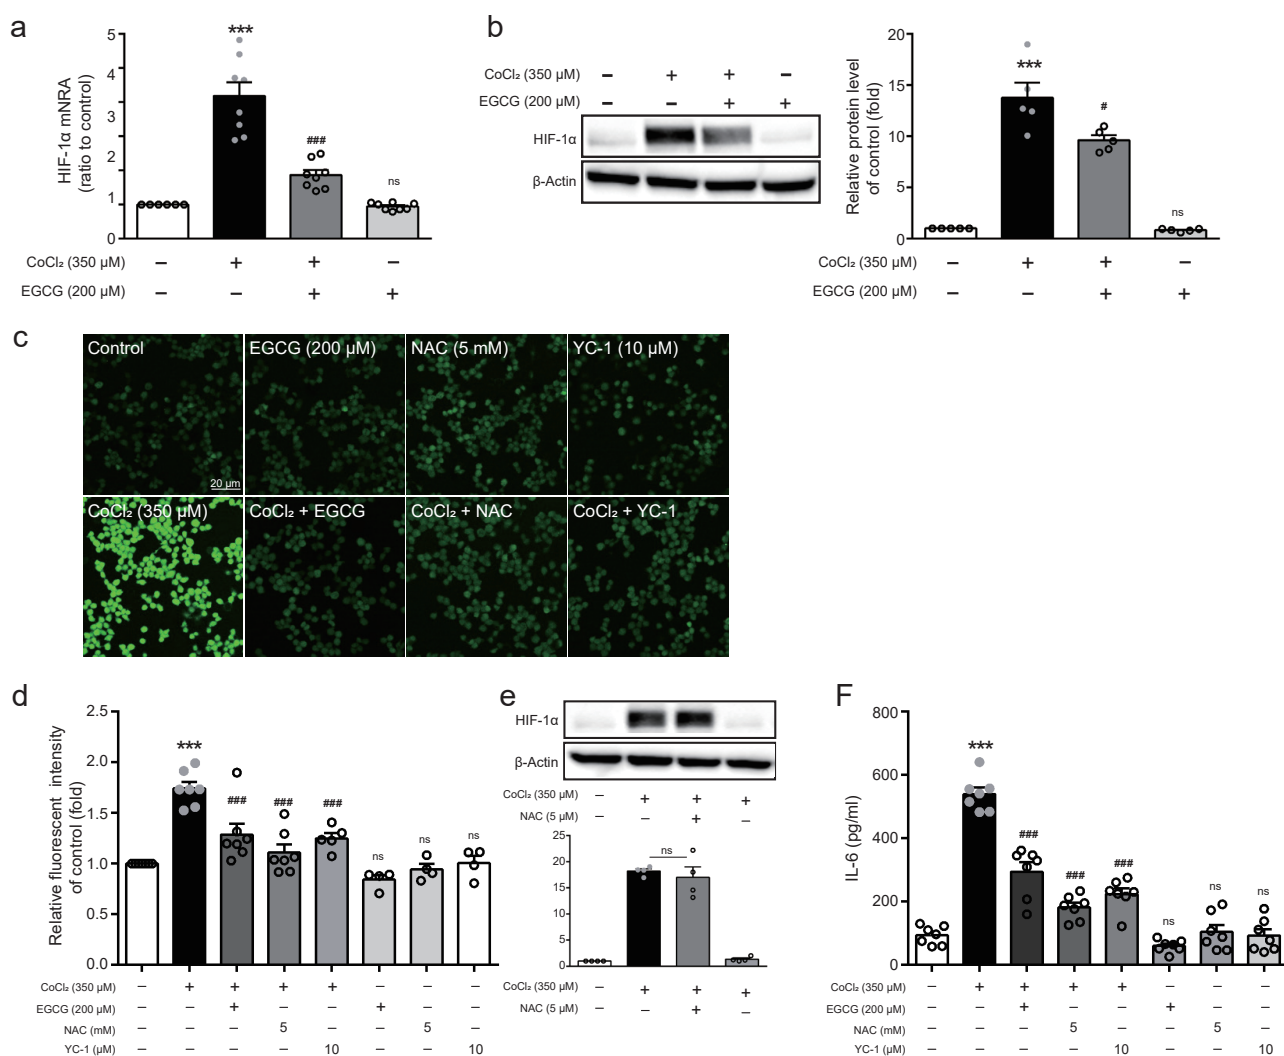 a
HIF-1α mNRA
(ratio to control)
5
4
3
2
2
1
0
***
###
ns
CoCl₂ (350 µM) – + + –
EGCG (200 µM) – – + +
b
CoCl₂ (350 µM) – + + –
EGCG (200 µM) – – + +
HIF-1α
β-Actin
Relative protein level
of control (fold)
20
15
10
5
0
***
#
ns
CoCl₂ (350 µM) – + + –
EGCG (200 µM) – – + +
c
Control
EGCG (200 µM)
NAC (5 mM)
YC-1 (10 µM)
20 µm
CoCl₂ (350 µM)
CoCl₂ + EGCG
CoCl₂ + NAC
CoCl₂ + YC-1
d
Relative fluorescent intensity
of control (fold)
2.5
2.0
1.5
1.0
0.5
0.0
***
###
###
###
ns
ns
ns
CoCl₂ (350 µM) – + + + + – – –
EGCG (200 µM) – – + – – + – –
NAC (mM) – – – 5 – – 5 –
YC-1 (µM) – – – – 10 – – 10
e
HIF-1α
β-Actin
CoCl₂ (350 µM) – + + +
NAC (5 µM) – – + –
25
20
15
10
5
0
ns
CoCl₂ (350 µM) – + + +
NAC (5 µM) – – + –
F
IL-6 (pg/ml)
800
600
400
200
0
***
###
###
###
ns
ns
ns
CoCl₂ (350 µM) – + + + + – – –
EGCG (200 µM) – – + – – + – –
NAC (mM) – – – 5 – – 5 –
YC-1 (µM) – – – – 10 – – 10